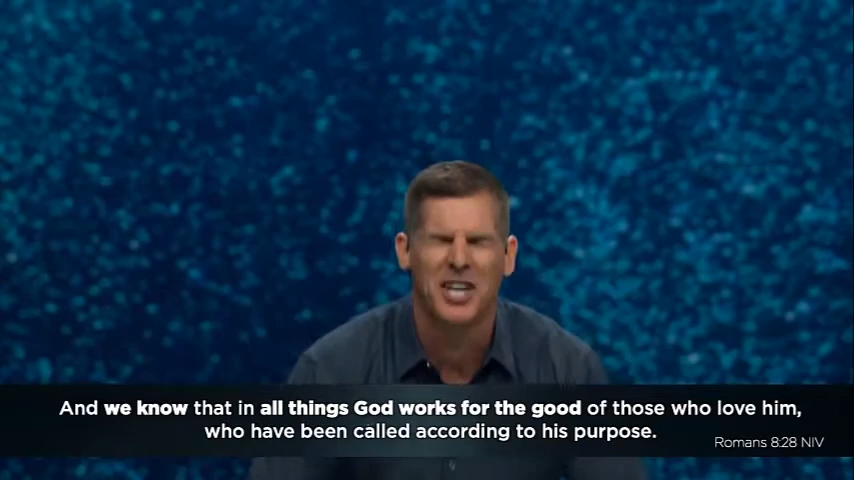 And we know that in all things God works for the good of those who love him,
who have been called according to his purpose.
Romans 8:28 NIV